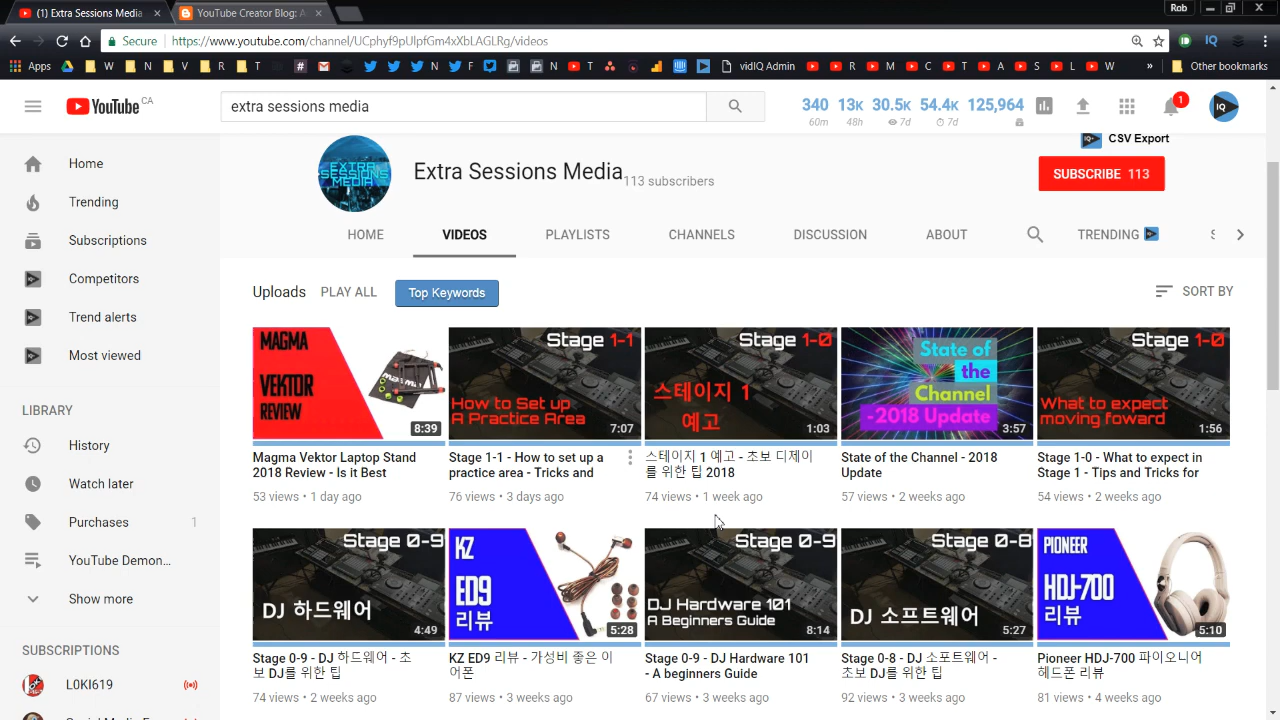 (1) Extra Sessions Media
YouTube Creator Blog: A
Rob
Secure
https://www.youtube.com/channel/UCphyf9pUlpfGm4xXbLAGLRg/videos
IQ
Apps W N V R T # N F N T vidIQ Admin R M C T A S L W » Other bookmarks
YouTube CA
extra sessions media
340 13K 30.5K 54.4K 125,964
60m 48h 7d 7d
1
IQ
CSV Export
EXTRA
SESSIONS
MEDIA
Extra Sessions Media
113 subscribers
SUBSCRIBE 113
HOME VIDEOS PLAYLISTS CHANNELS DISCUSSION ABOUT TRENDING
Home
Trending
Subscriptions
Competitors
Trend alerts
Most viewed
LIBRARY
History
Watch later
Purchases 1
YouTube Demon...
Show more
SUBSCRIPTIONS
L0KI619
Uploads PLAY ALL Top Keywords SORT BY
MAGMA
VEKTOR
REVIEW
8:39
Magma Vektor Laptop Stand
2018 Review - Is it Best
53 views • 1 day ago
Stage 1-1
How to Set up
A Practice Area
7:07
Stage 1-1 - How to set up a
practice area - Tricks and
76 views • 3 days ago
Stage 1-0
스테이지 1
예고
1:03
스테이지 1 예고 - 초보 디제이
를 위한 팁 2018
74 views • 1 week ago
State of
the
Channel
-2018 Update
3:57
State of the Channel - 2018
Update
57 views • 2 weeks ago
Stage 1-0
What to expect
moving foward
1:56
Stage 1-0 - What to expect in
Stage 1 - Tips and Tricks for
54 views • 2 weeks ago
Stage 0-9
DJ 하드웨어
4:49
Stage 0-9 - DJ 하드웨어 - 초
보 DJ를 위한 팁
74 views • 2 weeks ago
KZ
ED9
리뷰
5:28
KZ ED9 리뷰 - 가성비 좋은 이
어폰
87 views • 3 weeks ago
Stage 0-9
DJ Hardware 101
A Beginners Guide
8:14
Stage 0-9 - DJ Hardware 101
- A beginners Guide
67 views • 3 weeks ago
Stage 0-8
DJ 소프트웨어
5:27
Stage 0-8 - DJ 소포트웨어 -
초보 DJ를 위한 팁
92 views • 3 weeks ago
PIONEER
HDJ-700
리뷰
5:10
Pioneer HDJ-700 파이오니어
헤드폰 리뷰
81 views • 4 weeks ago